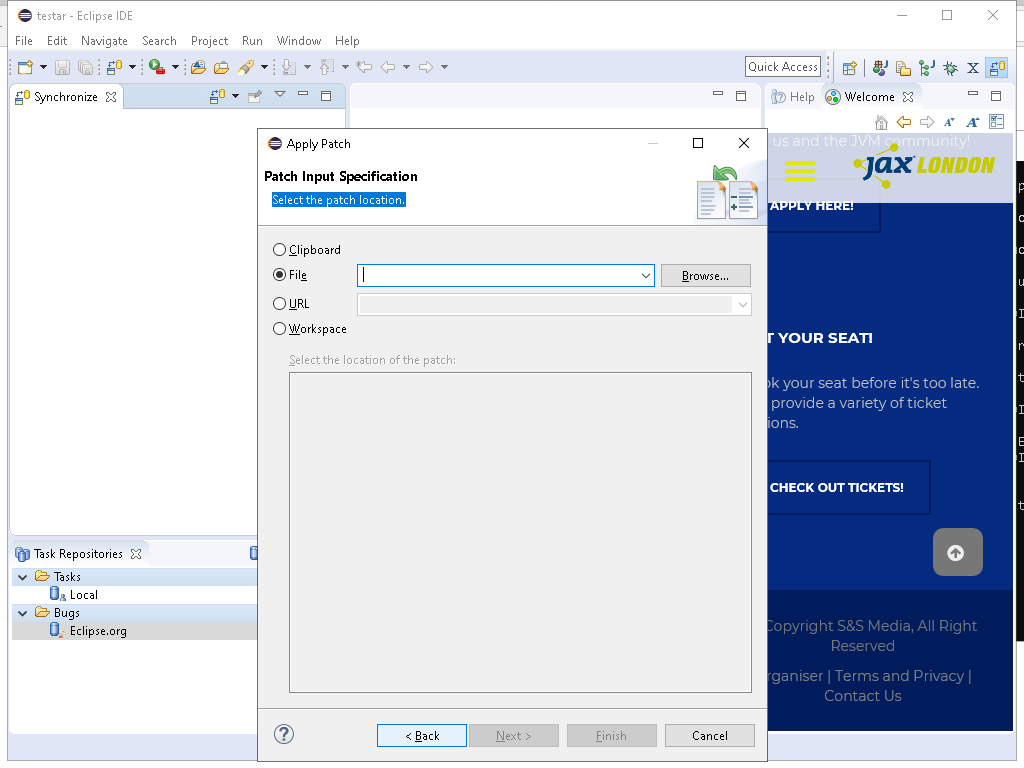 testar - Eclipse IDE
File Edit Navigate Search Project Run Window Help
Quick Access
Synchronize
Help Welcome
us and the JVM community!
JAX LONDON
APPLY HERE!
Apply Patch
Patch Input Specification
Select the patch location.
Clipboard
File
Browse...
URL
Workspace
Select the location of the patch:
T YOUR SEAT!
ok your seat before it's too late.
provide a variety of ticket
ions.
CHECK OUT TICKETS!
Task Repositories
Tasks
Local
Bugs
Eclipse.org
Copyright S&S Media, All Right
Reserved
rganiser | Terms and Privacy |
Contact Us
< Back
Next >
Finish
Cancel